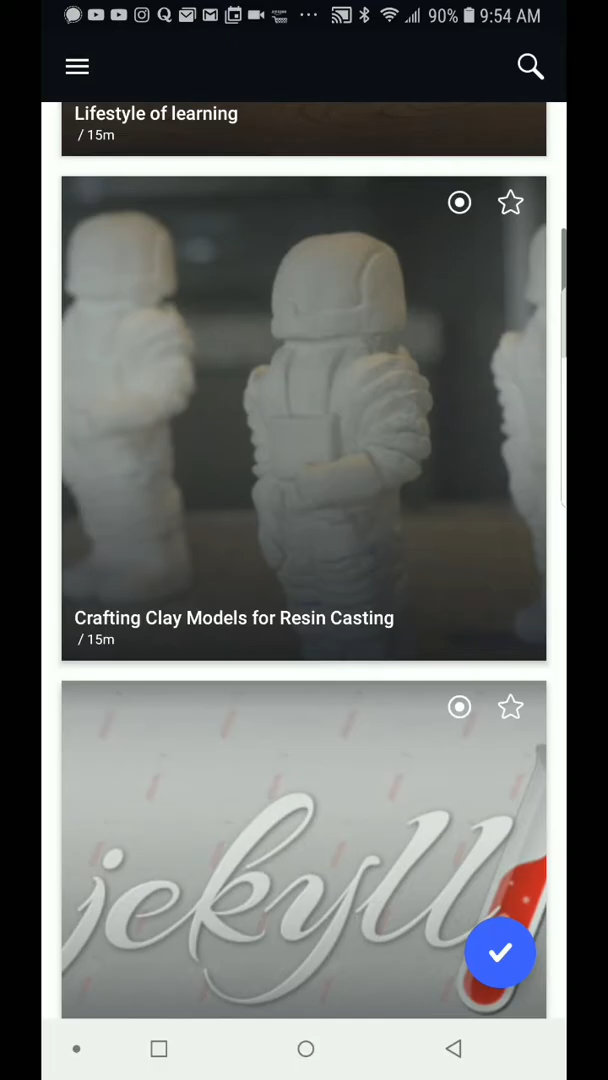 90% 9:54 AM
Lifestyle of learning
/ 15m
Crafting Clay Models for Resin Casting
/ 15m
jekyll